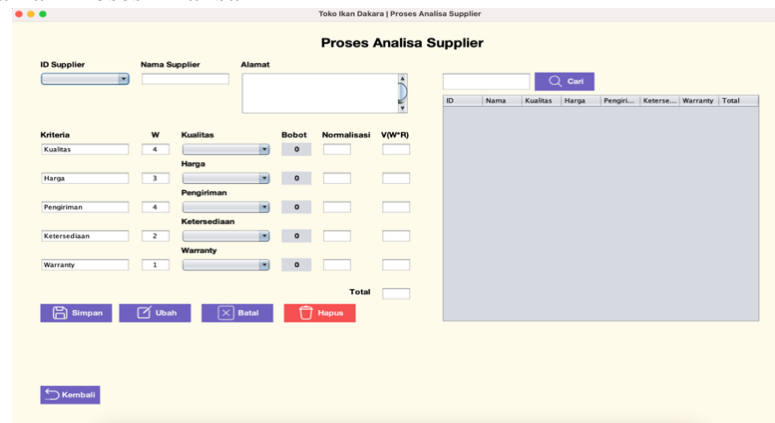 Toko Ikan Dakara | Proses Analisa Supplier
Proses Analisa Supplier
ID Supplier Nama Supplier Alamat
Cari
ID Nama Kualitas Harga Pengiri... Keterse... Warranty Total
Kriteria W Kualitas Bobot Normalisasi V(W*R)
Kualitas 4 0
Harga
Harga 3 0
Pengiriman
Pengiriman 4 0
Ketersediaan
Ketersediaan 2 0
Warranty
Warranty 1 0
Total
Simpan Ubah Batal Hapus
Kembali